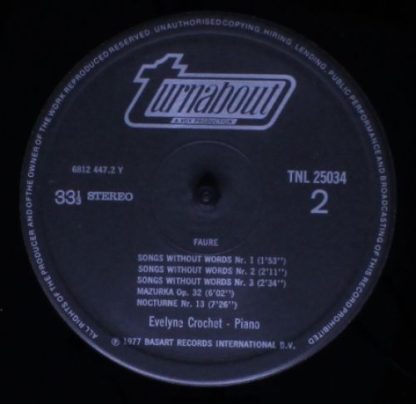 ALL RIGHTS OF THE PRODUCER AND OF THE OWNER OF THE WORK REPRODUCED RESERVED. UNAUTHORISED COPYING, HIRING, LENDING, PUBLIC PERFORMANCE AND BROADCASTING OF THIS RECORD PROHIBITED
turnabout
A VOX PRODUCTION
6812 447.2 Y
TNL 25034
33⅓ STEREO
2
FAURE
SONGS WITHOUT WORDS Nr. 1 (1'53'')
SONGS WITHOUT WORDS Nr. 2 (2'11'')
SONGS WITHOUT WORDS Nr. 3 (2'34'')
MAZURKA Op. 32 (6'02'')
NOCTURNE Nr. 13 (7'26'')
Evelyne Crochet - Piano
℗ 1977 BASART RECORDS INTERNATIONAL B.V.